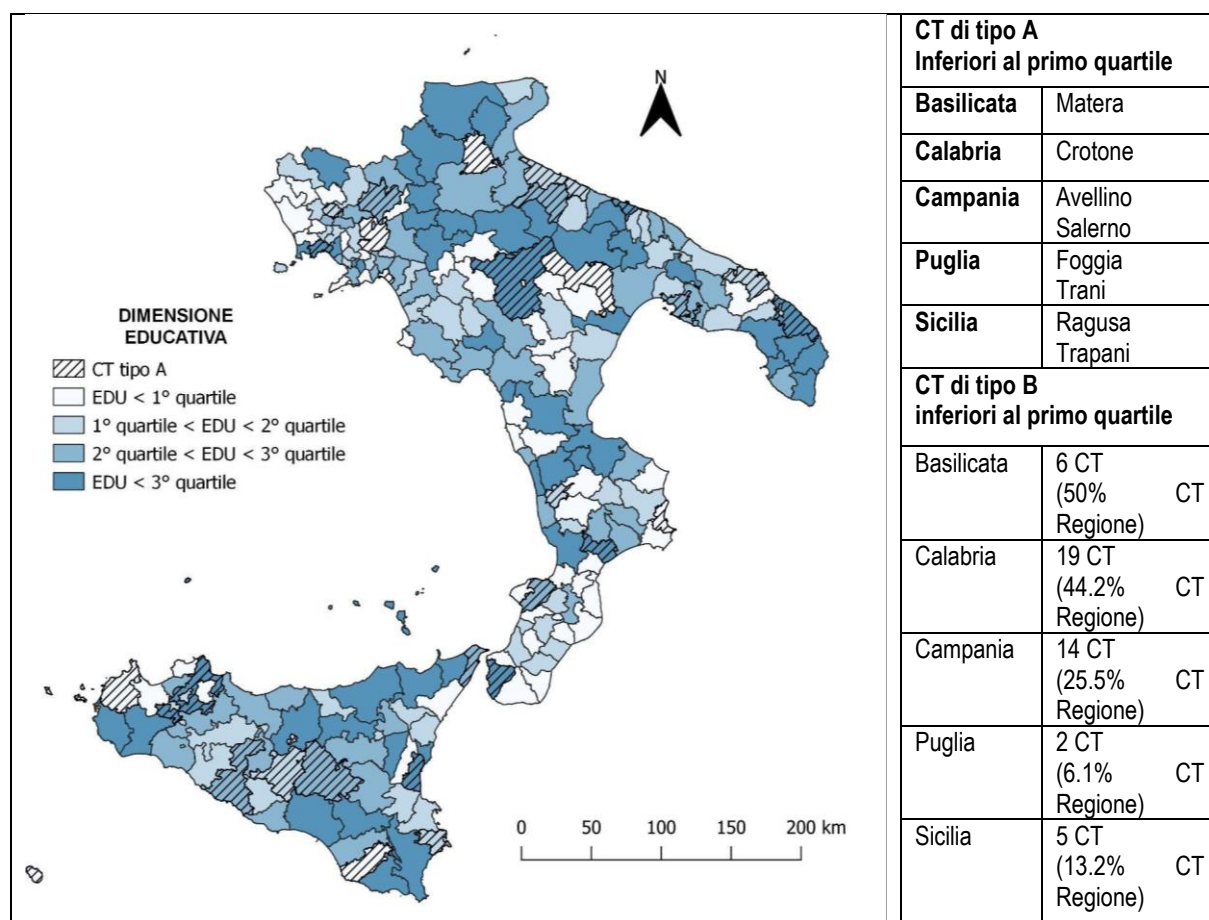 N
DIMENSIONE
EDUCATIVA
CT tipo A
EDU < 1° quartile
1° quartile < EDU < 2° quartile
2° quartile < EDU < 3° quartile
EDU < 3° quartile
0 50 100 150 200 km
CT di tipo A
Inferiori al primo quartile
Basilicata Matera
Calabria Crotone
Campania Avellino
Salerno
Puglia Foggia
Trani
Sicilia Ragusa
Trapani
CT di tipo B
inferiori al primo quartile
Basilicata 6 CT
(50% CT
Regione)
Calabria 19 CT
(44.2% CT
Regione)
Campania 14 CT
(25.5% CT
Regione)
Puglia 2 CT
(6.1% CT
Regione)
Sicilia 5 CT
(13.2% CT
Regione)